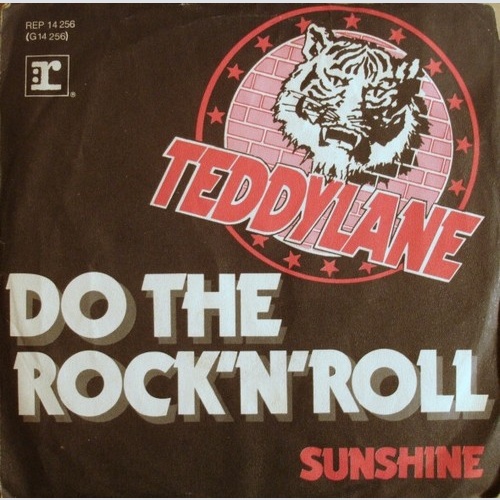 REP 14 256
(G 14 256)
r
®
TEDDYLANE
DO THE
ROCK'N'ROLL
SUNSHINE